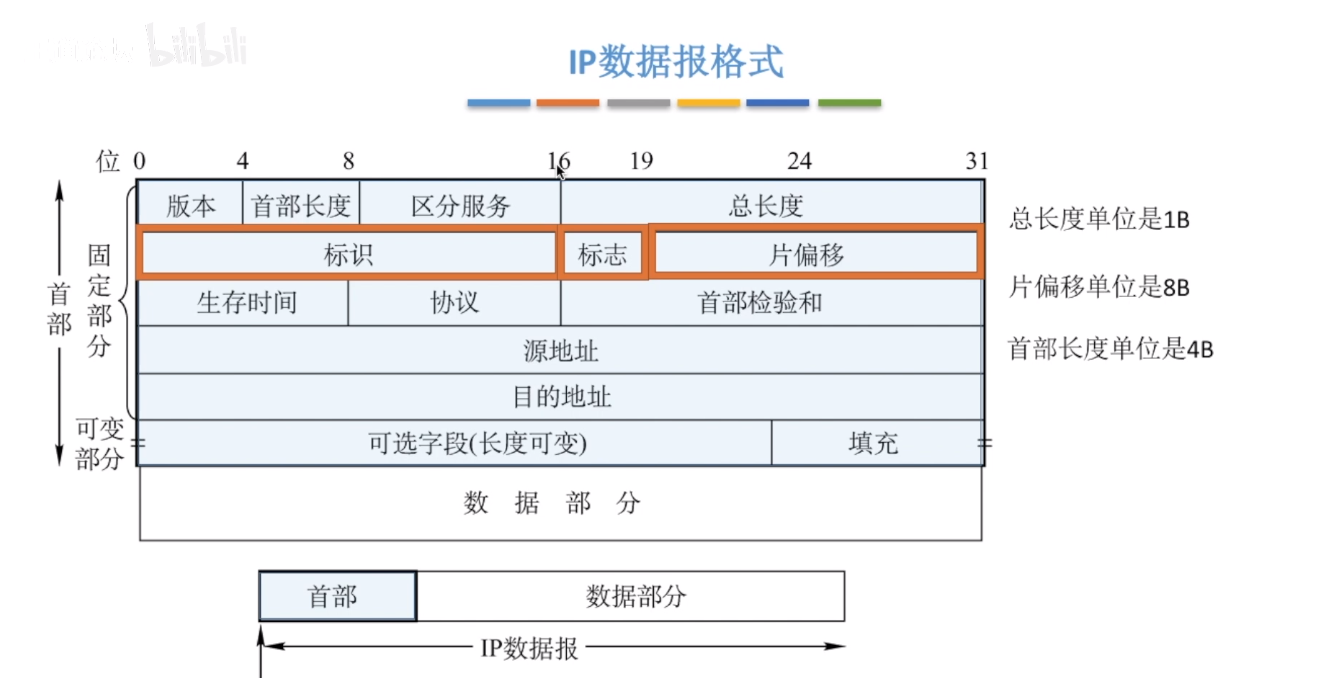 bilibili
IP数据报格式
位 0 4 8 16 19 24 31
版本 首部长度 区分服务 总长度
总长度单位是1B
标识 标志 片偏移
片偏移单位是8B
生存时间 协议 首部检验和
首部长度单位是4B
源地址
目的地址
可选字段(长度可变) 填充
首部
固定部分
可变部分
数据部分
首部 数据部分
IP数据报